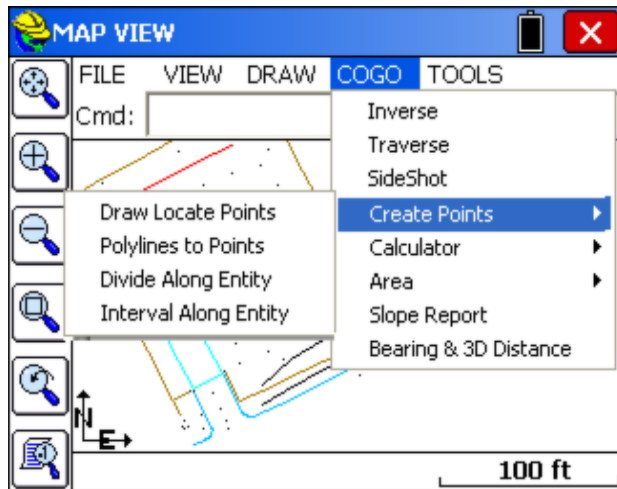 MAP VIEW
FILE VIEW DRAW COGO TOOLS
Cmd:
Inverse
Traverse
SideShot
Create Points
Calculator
Area
Slope Report
Bearing & 3D Distance
Draw Locate Points
Polylines to Points
Divide Along Entity
Interval Along Entity
N
E
100 ft